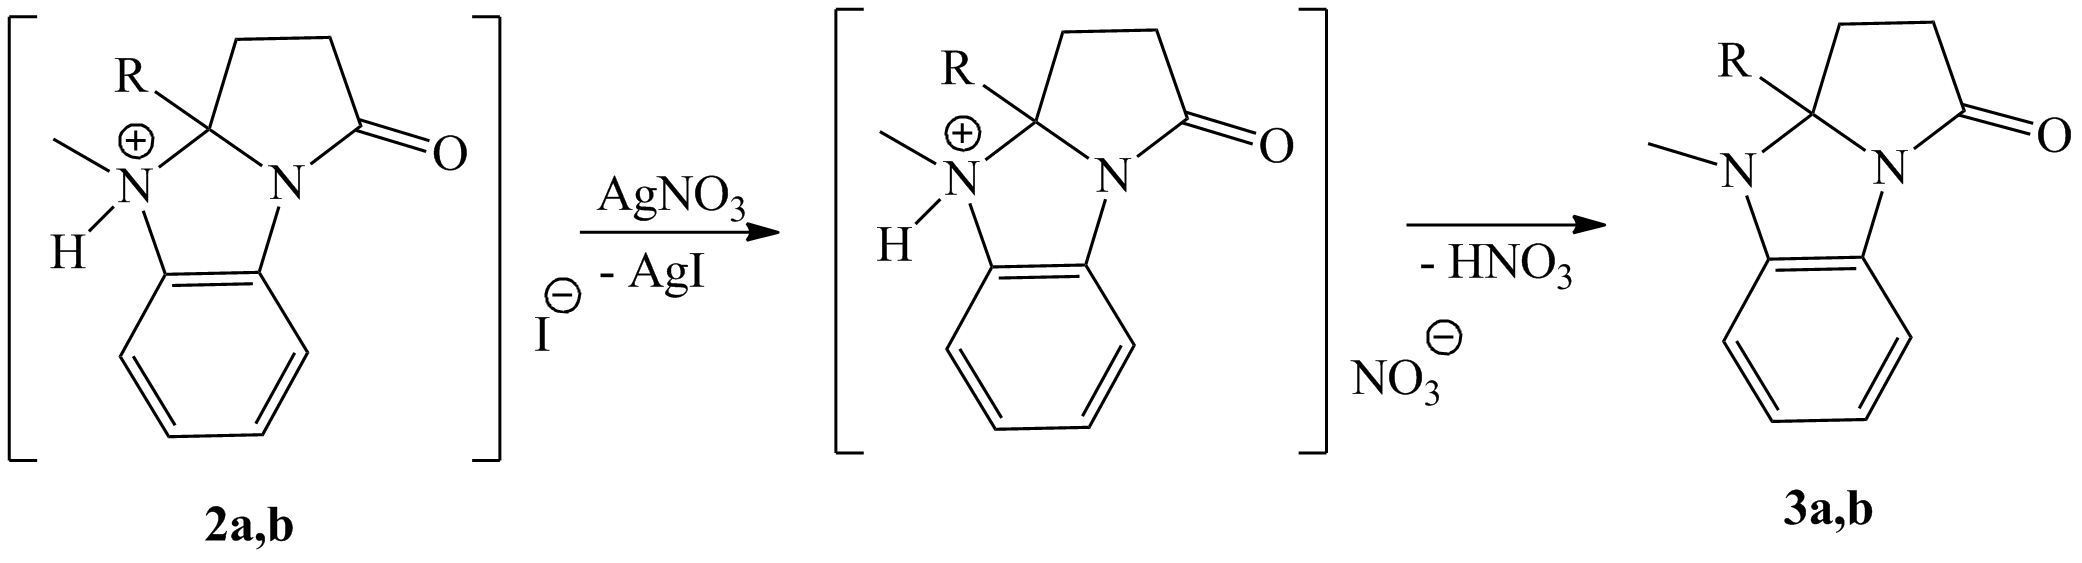 R
⊕
N
N
O
H
I⊖
2a,b
AgNO₃
- AgI
R
⊕
N
N
O
H
NO₃⊖
- HNO₃
R
N
N
O
3a,b